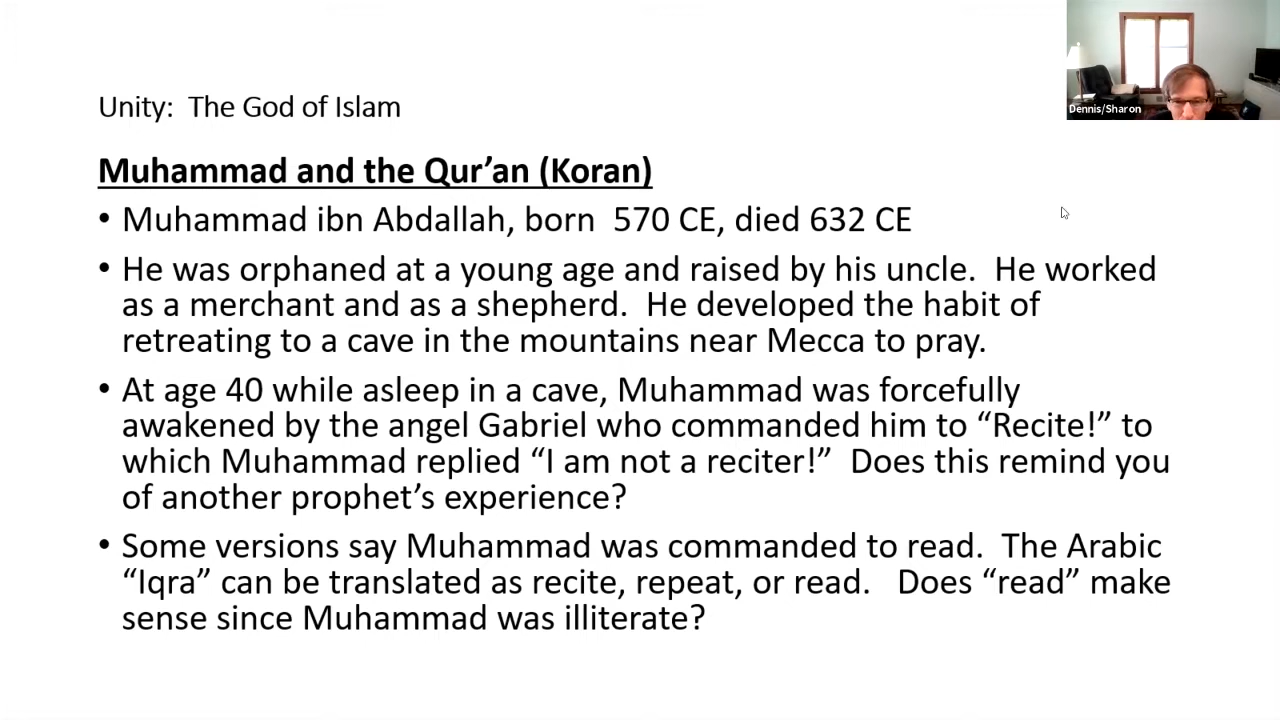 Dennis/Sharon
Unity:  The God of Islam
Muhammad and the Qur’an (Koran)
• Muhammad ibn Abdallah, born  570 CE, died 632 CE
• He was orphaned at a young age and raised by his uncle.  He worked
as a merchant and as a shepherd.  He developed the habit of
retreating to a cave in the mountains near Mecca to pray.
• At age 40 while asleep in a cave, Muhammad was forcefully
awakened by the angel Gabriel who commanded him to “Recite!” to
which Muhammad replied “I am not a reciter!”  Does this remind you
of another prophet’s experience?
• Some versions say Muhammad was commanded to read.  The Arabic
“Iqra” can be translated as recite, repeat, or read.   Does “read” make
sense since Muhammad was illiterate?